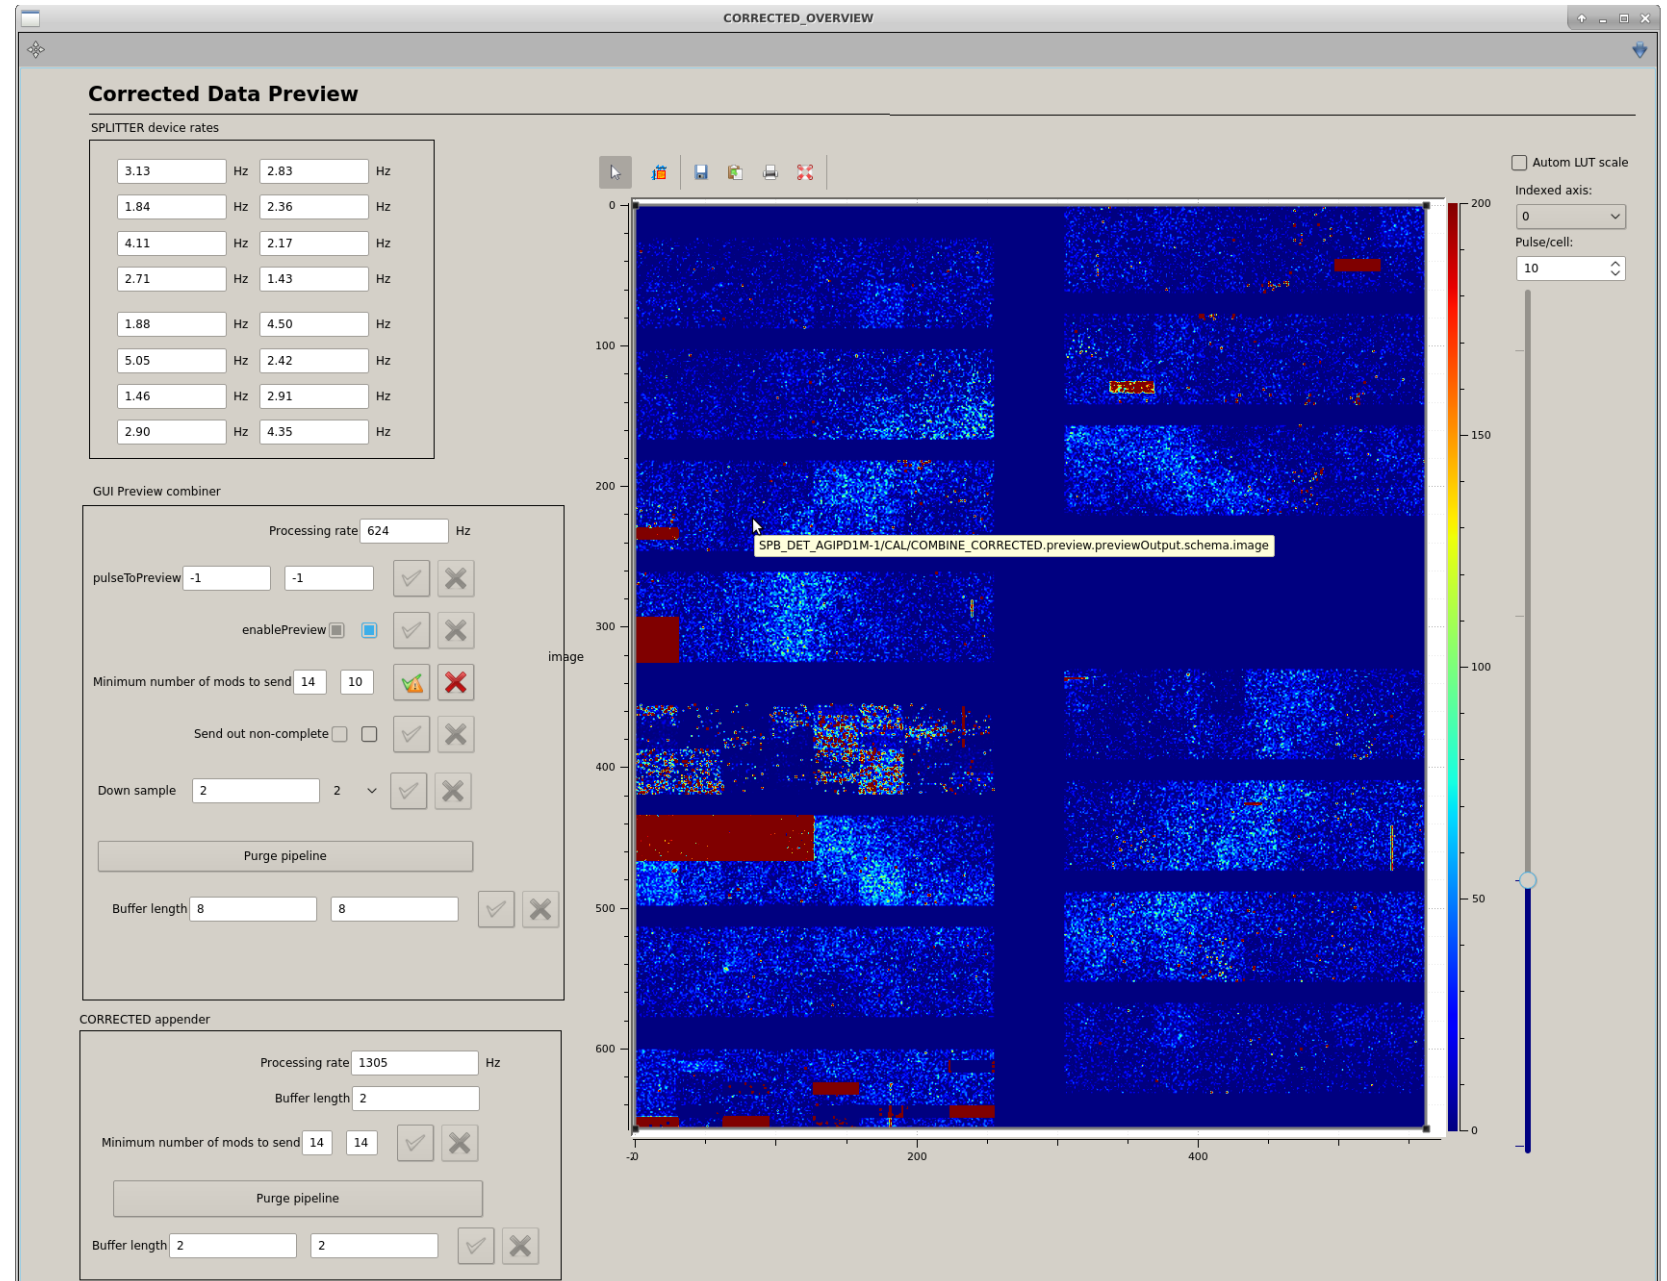 CORRECTED_OVERVIEW
Corrected Data Preview
SPLITTER device rates
3.13 Hz 2.83 Hz
1.84 Hz 2.36 Hz
4.11 Hz 2.17 Hz
2.71 Hz 1.43 Hz
1.88 Hz 4.50 Hz
5.05 Hz 2.42 Hz
1.46 Hz 2.91 Hz
2.90 Hz 4.35 Hz
GUI Preview combiner
Processing rate 624 Hz
pulseToPreview -1 -1
enablePreview
image
Minimum number of mods to send 14 10
Send out non-complete
Down sample 2 2
Purge pipeline
Buffer length 8 8
CORRECTED appender
Processing rate 1305 Hz
Buffer length 2
Minimum number of mods to send 14 14
Purge pipeline
Buffer length 2 2
0
100
200
300
400
500
600
SPB_DET_AGIPD1M-1/CAL/COMBINE_CORRECTED.preview.previewOutput.schema.image
-0 200 400
200
150
100
50
0
Autom LUT scale
Indexed axis:
0
Pulse/cell:
10